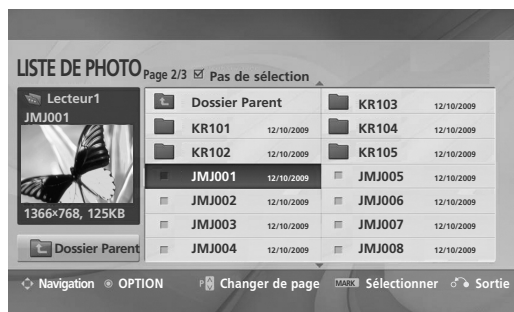 LISTE DE PHOTO Page 2/3 Pas de sélection
Lecteur1
JMJ001
1366×768, 125KB
Dossier Parent
Dossier Parent
KR101 12/10/2009
KR102 12/10/2009
JMJ001 12/10/2009
JMJ002 12/10/2009
JMJ003 12/10/2009
JMJ004 12/10/2009
KR103 12/10/2009
KR104 12/10/2009
KR105 12/10/2009
JMJ005 12/10/2009
JMJ006 12/10/2009
JMJ007 12/10/2009
JMJ008 12/10/2009
Navigation OPTION P Changer de page MARK Sélectionner Sortie